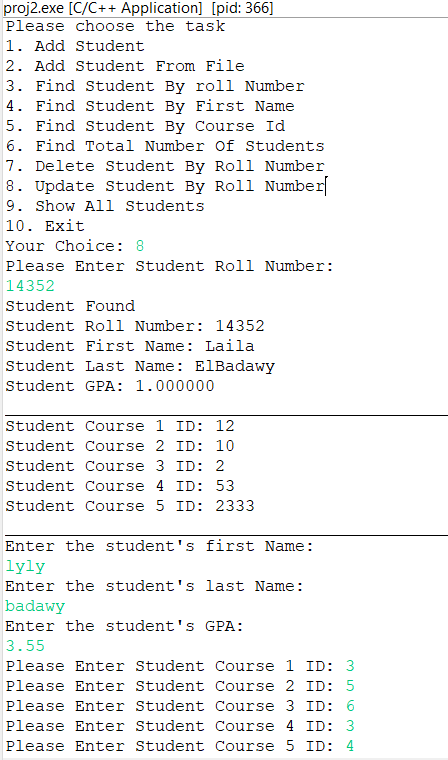 proj2.exe [C/C++ Application] [pid: 366]
Please choose the task
1. Add Student
2. Add Student From File
3. Find Student By roll Number
4. Find Student By First Name
5. Find Student By Course Id
6. Find Total Number Of Students
7. Delete Student By Roll Number
8. Update Student By Roll Number
9. Show All Students
10. Exit
Your Choice: 8
Please Enter Student Roll Number:
14352
Student Found
Student Roll Number: 14352
Student First Name: Laila
Student Last Name: ElBadawy
Student GPA: 1.000000
Student Course 1 ID: 12
Student Course 2 ID: 10
Student Course 3 ID: 2
Student Course 4 ID: 53
Student Course 5 ID: 2333
Enter the student's first Name:
lyly
Enter the student's last Name:
badawy
Enter the student's GPA:
3.55
Please Enter Student Course 1 ID: 3
Please Enter Student Course 2 ID: 5
Please Enter Student Course 3 ID: 6
Please Enter Student Course 4 ID: 3
Please Enter Student Course 5 ID: 4